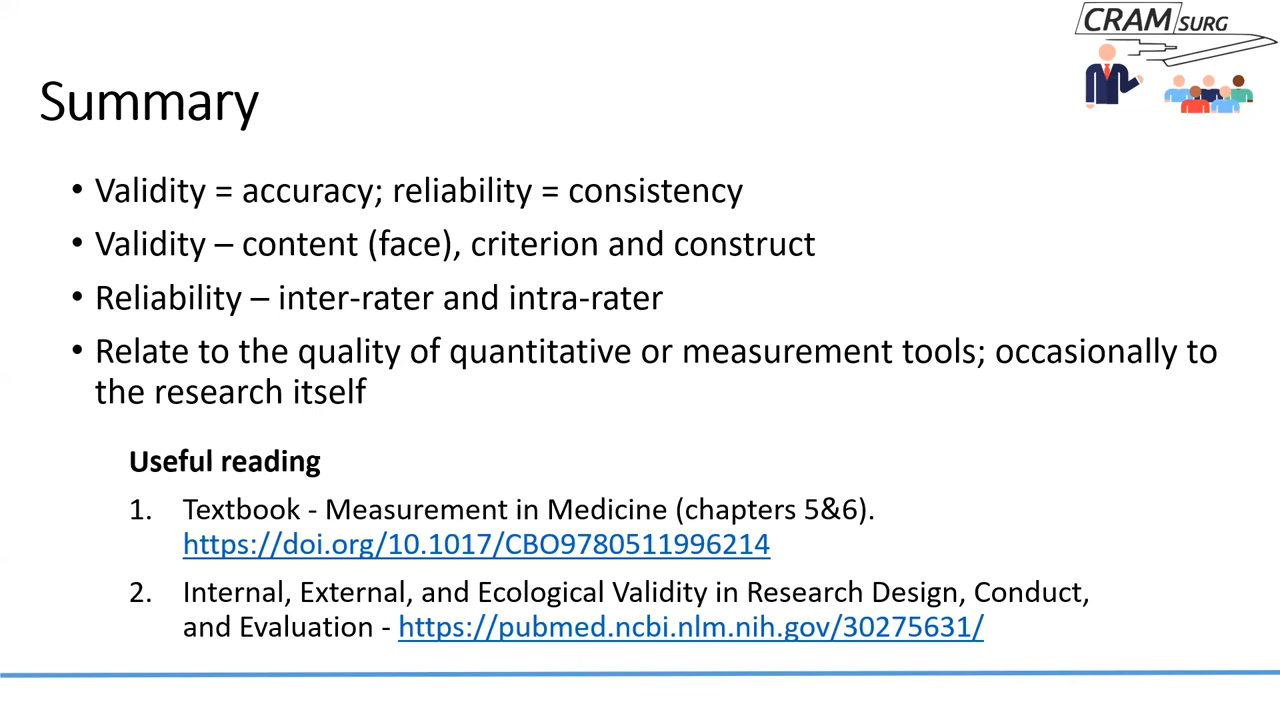 CRAM SURG
Summary
• Validity = accuracy; reliability = consistency
• Validity – content (face), criterion and construct
• Reliability – inter-rater and intra-rater
• Relate to the quality of quantitative or measurement tools; occasionally to
the research itself
Useful reading
1. Textbook - Measurement in Medicine (chapters 5&6).
https://doi.org/10.1017/CBO9780511996214
2. Internal, External, and Ecological Validity in Research Design, Conduct,
and Evaluation - https://pubmed.ncbi.nlm.nih.gov/30275631/